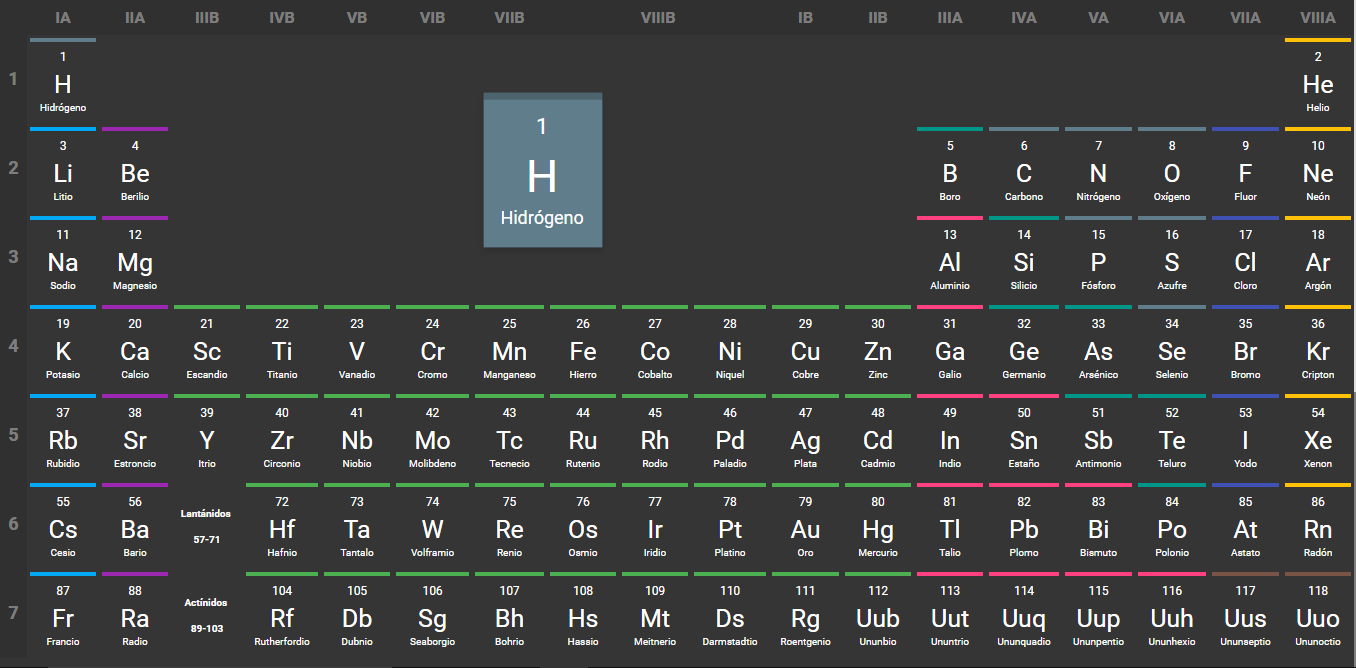 IA IIA IIIB IVB VB VIB VIIB VIIIB IB IIB IIIA IVA VA VIA VIIA VIIIA
1
1 2
H He
Hidrógeno Helio
1
H
Hidrógeno
2
3 4 5 6 7 8 9 10
Li Be B C N O F Ne
Litio Berilio Boro Carbono Nitrógeno Oxígeno Fluor Neón
3
11 12 13 14 15 16 17 18
Na Mg Al Si P S Cl Ar
Sodio Magnesio Aluminio Silicio Fósforo Azufre Cloro Argón
4
19 20 21 22 23 24 25 26 27 28 29 30 31 32 33 34 35 36
K Ca Sc Ti V Cr Mn Fe Co Ni Cu Zn Ga Ge As Se Br Kr
Potasio Calcio Escandio Titanio Vanadio Cromo Manganeso Hierro Cobalto Niquel Cobre Zinc Galio Germanio Arsénico Selenio Bromo Cripton
5
37 38 39 40 41 42 43 44 45 46 47 48 49 50 51 52 53 54
Rb Sr Y Zr Nb Mo Tc Ru Rh Pd Ag Cd In Sn Sb Te I Xe
Rubidio Estroncio Itrio Circonio Niobio Molibdeno Tecnecio Rutenio Rodio Paladio Plata Cadmio Indio Estaño Antimonio Teluro Yodo Xenon
6
55 56 72 73 74 75 76 77 78 79 80 81 82 83 84 85 86
Lantánidos
Cs Ba Hf Ta W Re Os Ir Pt Au Hg Tl Pb Bi Po At Rn
57-71
Cesio Bario Hafnio Tantalo Volframio Renio Osmio Iridio Platino Oro Mercurio Talio Plomo Bismuto Polonio Astato Radón
7
87 88 104 105 106 107 108 109 110 111 112 113 114 115 116 117 118
Actínidos
Fr Ra Rf Db Sg Bh Hs Mt Ds Rg Uub Uut Uuq Uup Uuh Uus Uuo
89-103
Francio Radio Rutherfordio Dubnio Seaborgio Bohrio Hassio Meitnerio Darmstadtio Roentgenio Ununbio Ununtrio Ununquadio Ununpentio Ununhexio Ununseptio Ununoctio